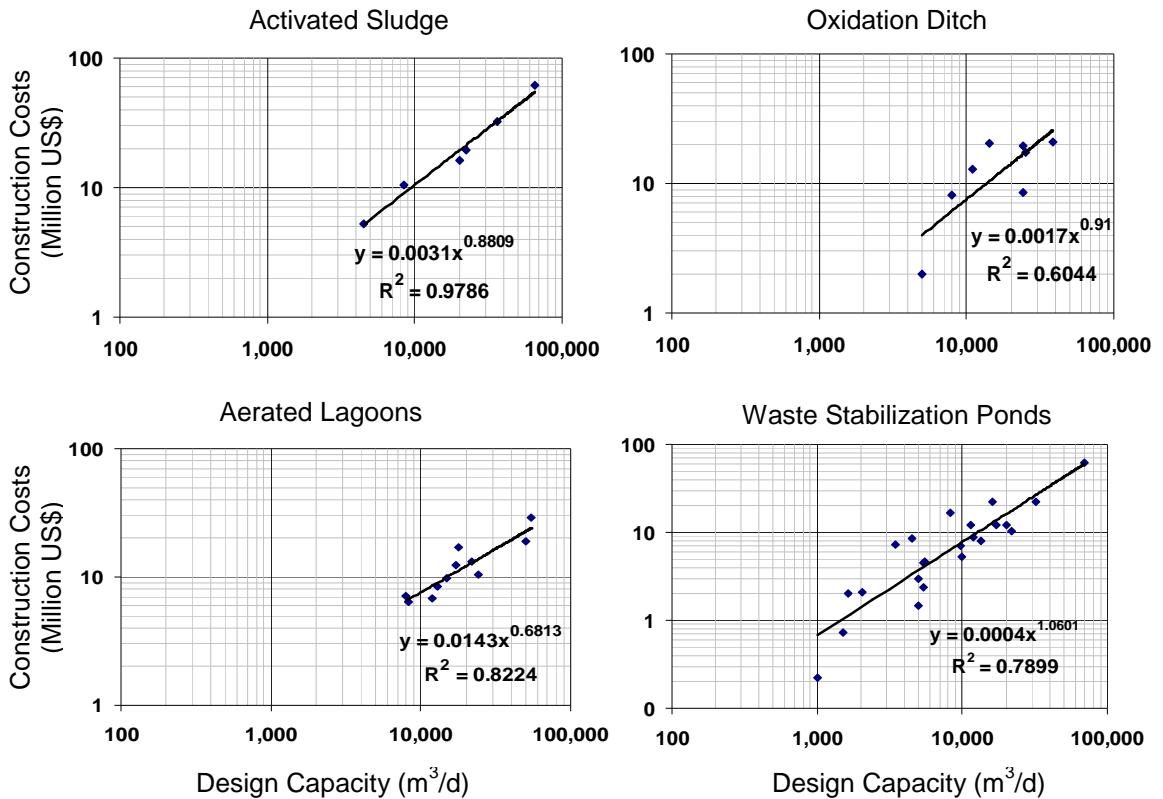 Activated Sludge
Construction Costs
(Million US$)
100
10
1
100 1,000 10,000 100,000
y = 0.0031x^0.8809
R^2 = 0.9786
Oxidation Ditch
100
10
1
100 1,000 10,000 100,000
y = 0.0017x^0.91
R^2 = 0.6044
Aerated Lagoons
Construction Costs
(Million US$)
100
10
1
100 1,000 10,000 100,000
y = 0.0143x^0.6813
R^2 = 0.8224
Design Capacity (m^3/d)
Waste Stabilization Ponds
100
10
1
0
100 1,000 10,000 100,000
y = 0.0004x^1.0601
R^2 = 0.7899
Design Capacity (m^3/d)